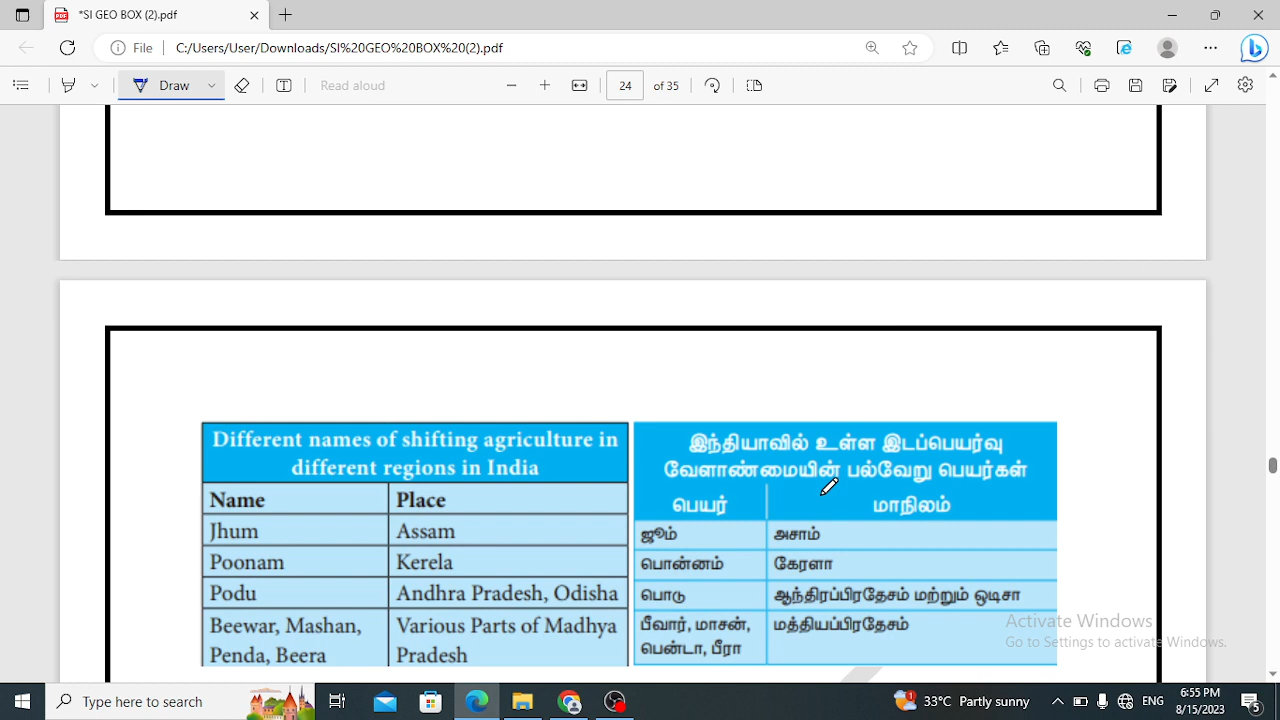 *SI GEO BOX (2).pdf
File C:/Users/User/Downloads/SI%20GEO%20BOX%20(2).pdf
Draw Read aloud 24 of 35
Different names of shifting agriculture in
different regions in India
Name Place
Jhum Assam
Poonam Kerela
Podu Andhra Pradesh, Odisha
Beewar, Mashan, Various Parts of Madhya
Penda, Beera Pradesh
இந்தியாவில் உள்ள இடப்பெயர்வு
வேளாண்மையின் பல்வேறு பெயர்கள்
பெயர் மாநிலம்
ஜூம் அசாம்
பொன்னம் கேரளா
பொடு ஆந்திரப்பிரதேசம் மற்றும் ஒடிசா
பீவார், மாசன், மத்தியப்பிரதேசம்
பென்டா, பீரா
Activate Windows
Go to Settings to activate Windows.
Type here to search
1 33°C Partly sunny ENG 6:55 PM
8/15/2023 5